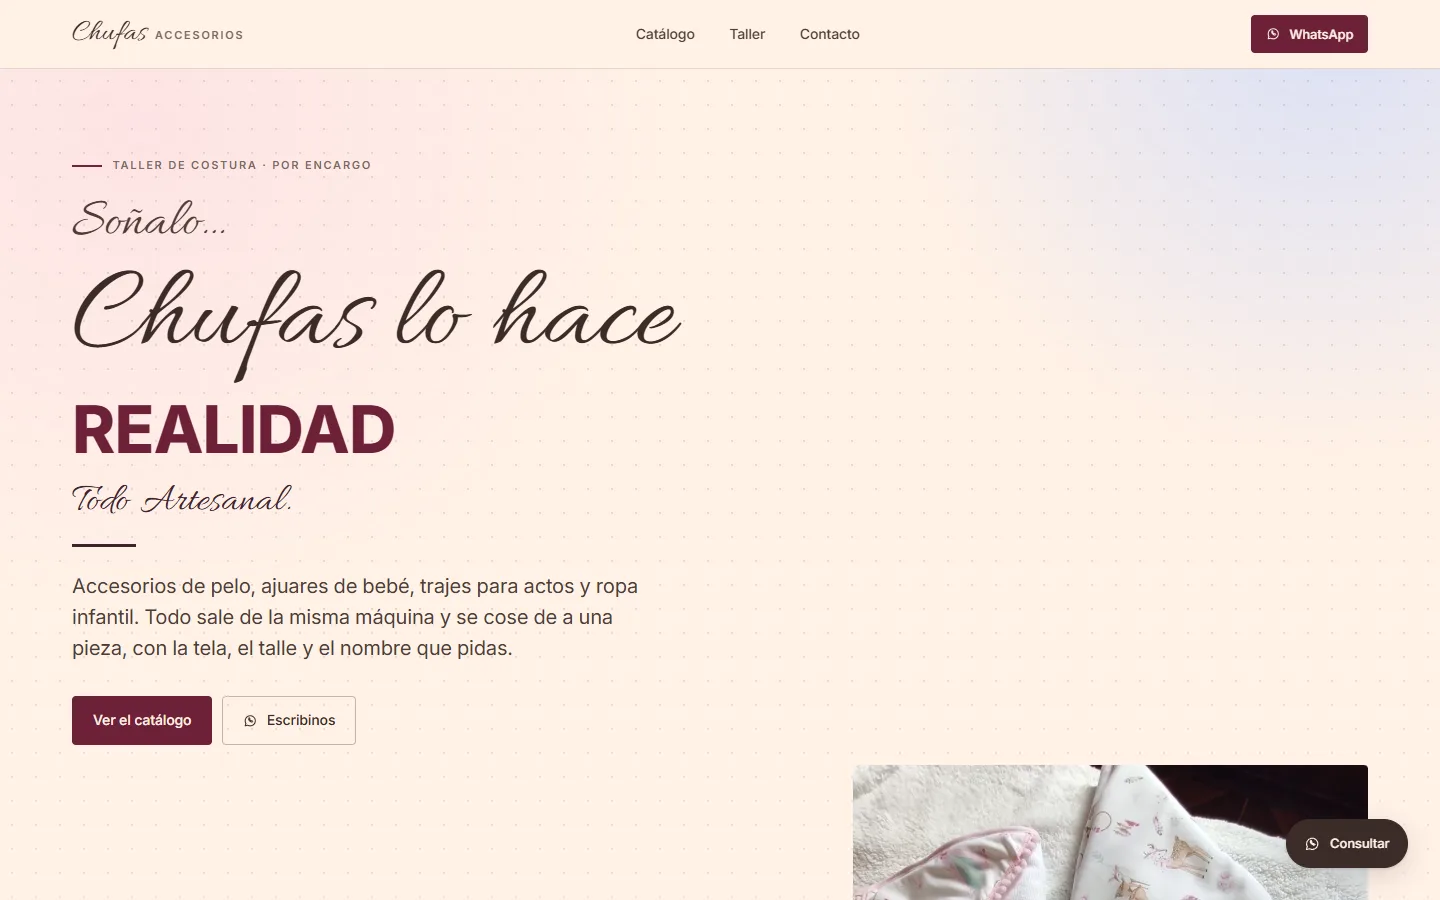 Chufas ACCESORIOS
Catálogo
Taller
Contacto
WhatsApp
TALLER DE COSTURA · POR ENCARGO
Soñalo...
Chufas lo hace
REALIDAD
Todo Artesanal.
Accesorios de pelo, ajuares de bebé, trajes para actos y ropa
infantil. Todo sale de la misma máquina y se cose de a una
pieza, con la tela, el talle y el nombre que pidas.
Ver el catálogo
Escribinos
Consultar